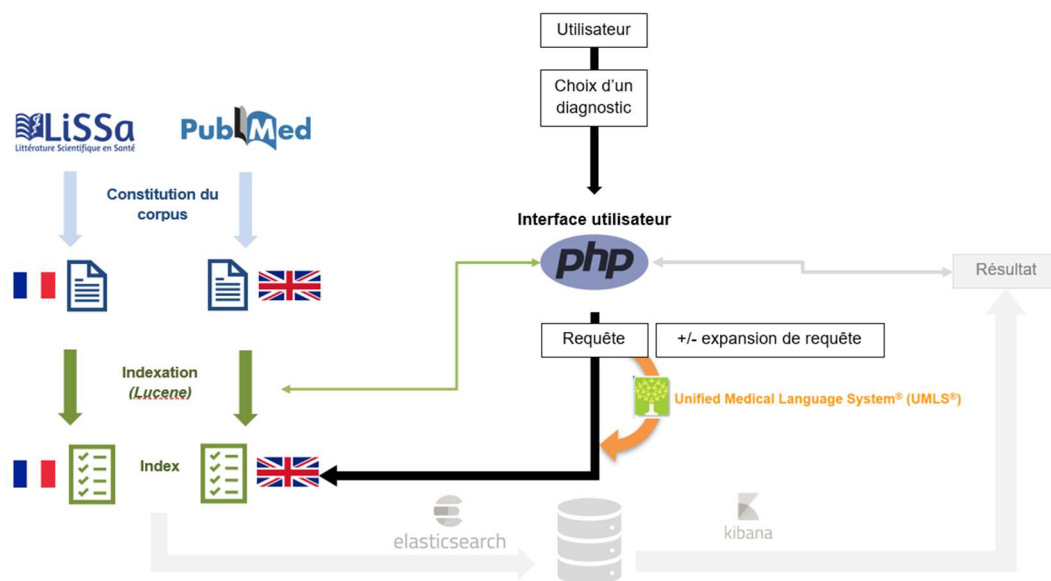 Utilisateur
Choix d'un
diagnostic
LiSSa
Littérature Scientifique en Santé
PubMed
Constitution du
corpus
Interface utilisateur
php
Résultat
Requête
+/- expansion de requête
Indexation
(Lucene)
Unified Medical Language System® (UMLS®)
Index
elasticsearch
kibana